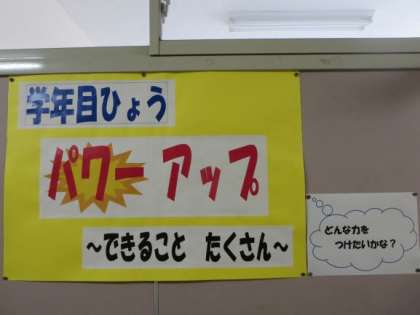 学年目ひょう
パワー アップ
～できること たくさん～
どんな力を
つけたいかな？